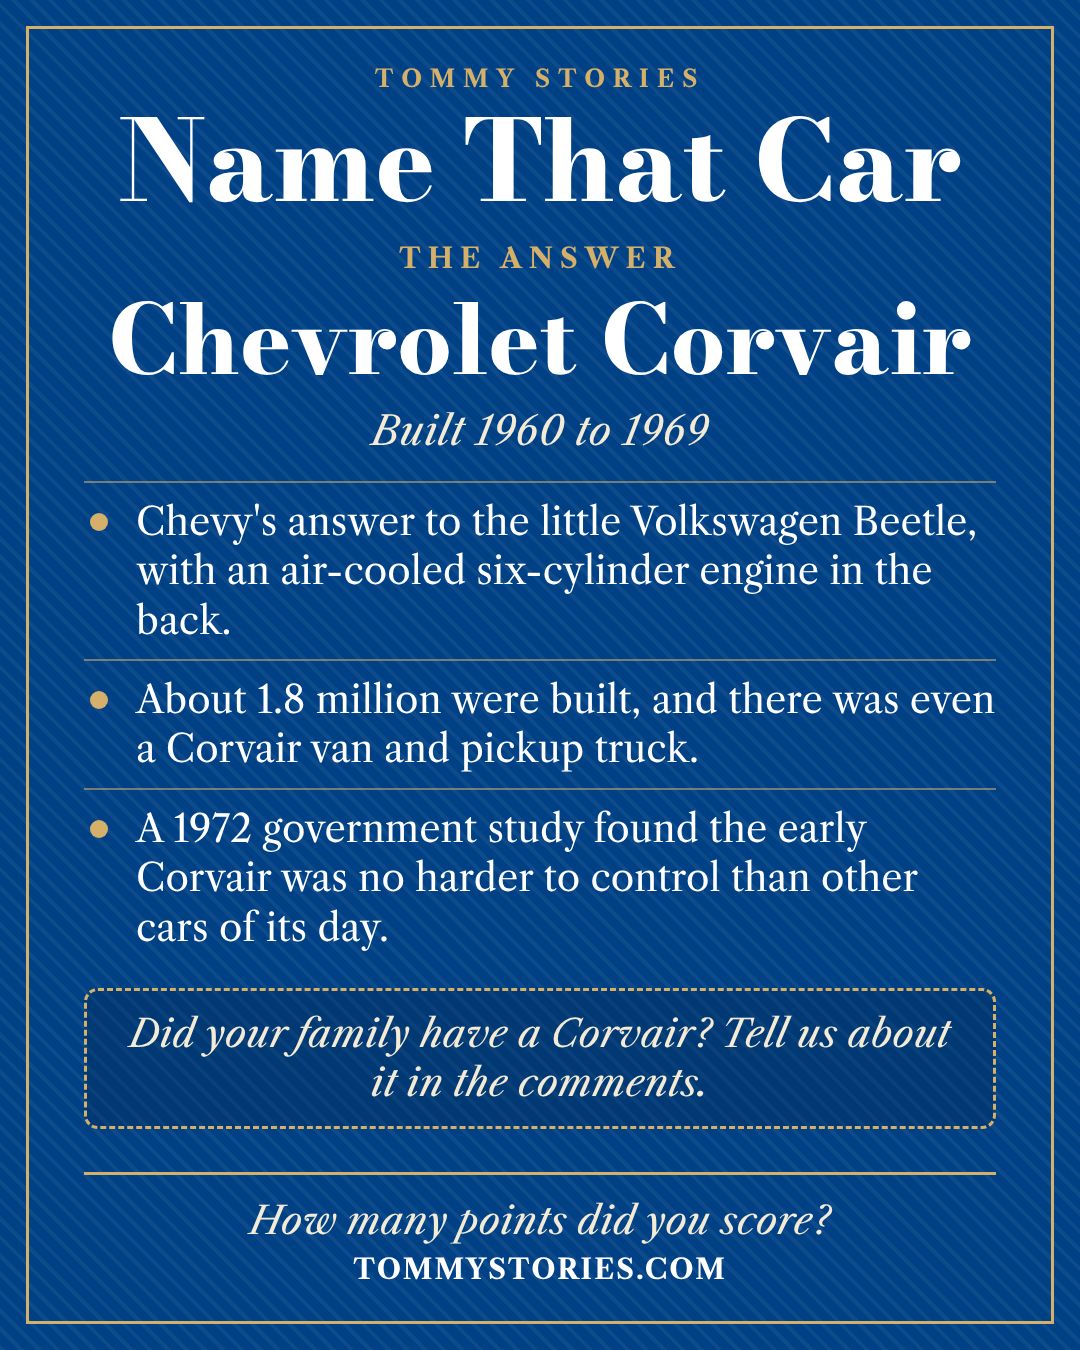 TOMMY STORIES
Name That Car
THE ANSWER
Chevrolet Corvair
Built 1960 to 1969
Chevy's answer to the little Volkswagen Beetle,
with an air-cooled six-cylinder engine in the
back.
About 1.8 million were built, and there was even
a Corvair van and pickup truck.
A 1972 government study found the early
Corvair was no harder to control than other
cars of its day.
Did your family have a Corvair? Tell us about
it in the comments.
How many points did you score?
TOMMYSTORIES.COM